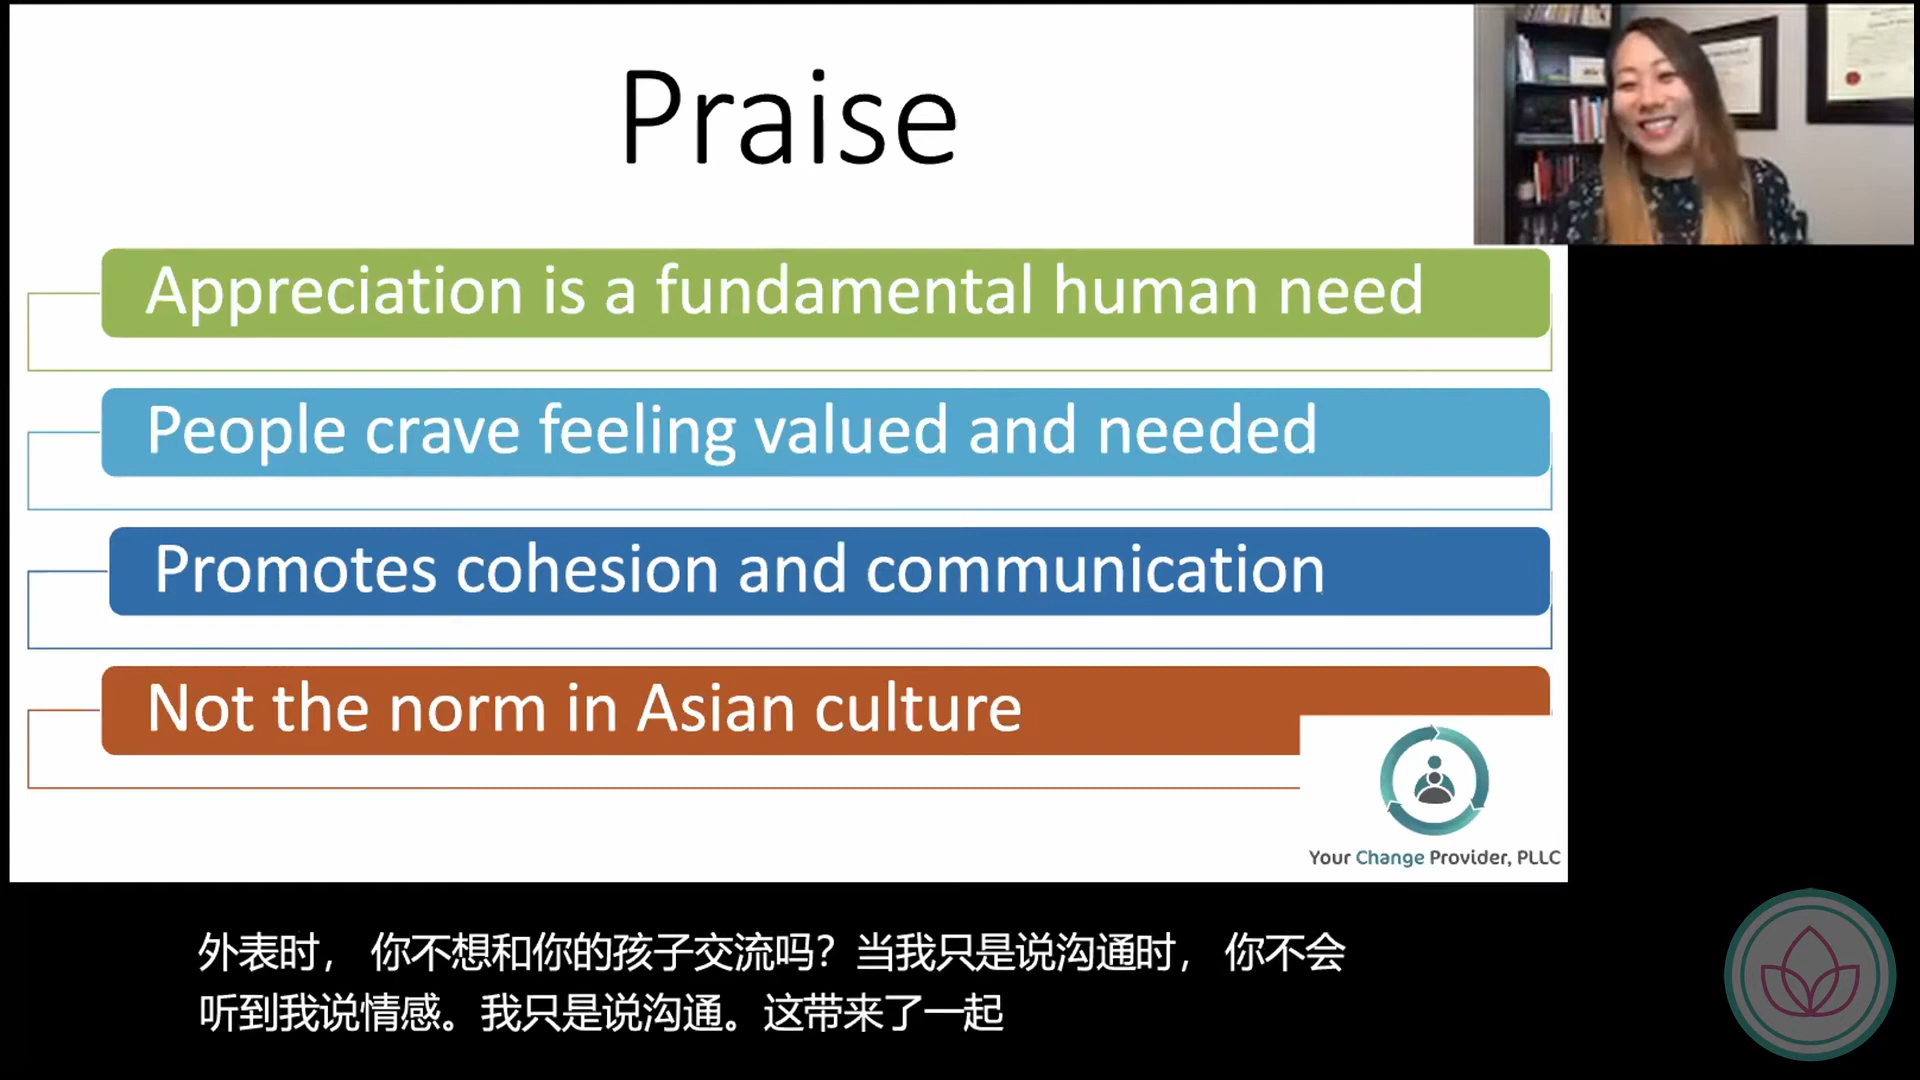 Praise
Appreciation is a fundamental human need
People crave feeling valued and needed
Promotes cohesion and communication
Not the norm in Asian culture
Your Change Provider, PLLC
外表时， 你不想和你的孩子交流吗？当我只是说沟通时， 你不会
听到我说情感。我只是说沟通。这带来了一起